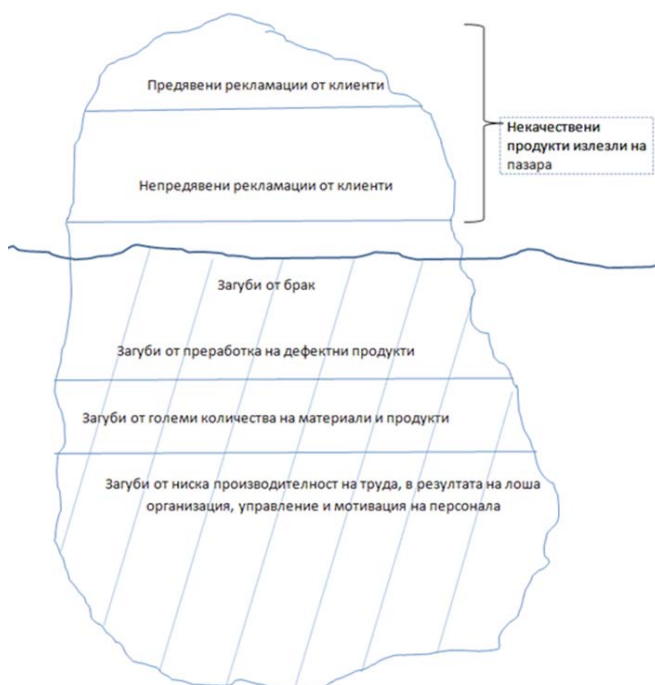 Предявени рекламации от клиенти
Некачествени
продукти излезли на
пазара
Непредявени рекламации от клиенти
Загуби от брак
Загуби от преработка на дефектни продукти
Загуби от големи количества на материали и продукти
Загуби от ниска производителност на труда, в резултата на лоша
организация, управление и мотивация на персонала